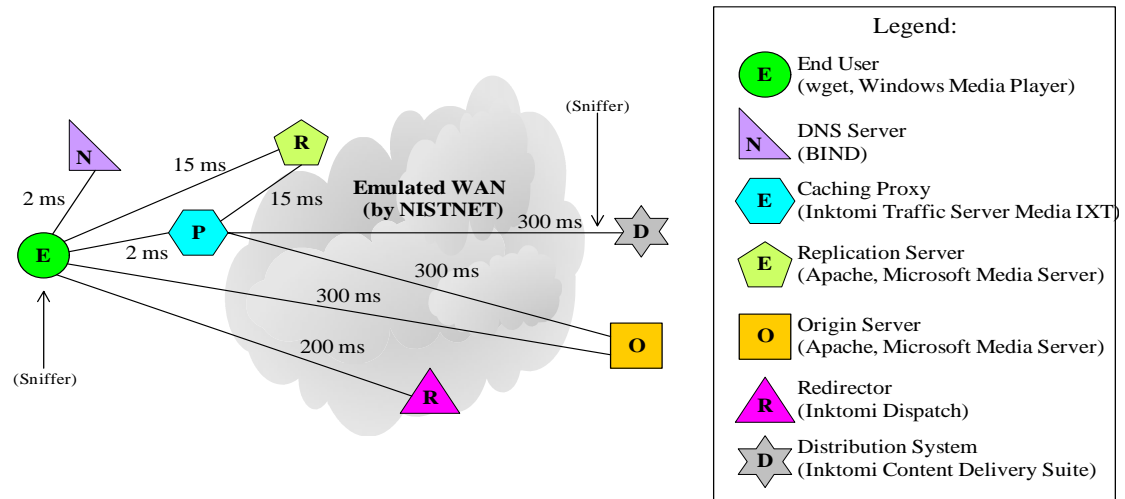 (Sniffer)
N
R
15 ms
2 ms
15 ms
Emulated WAN
(by NISTNET)
300 ms
P
D
E
2 ms
300 ms
300 ms
O
200 ms
(Sniffer)
R
Legend:
E
End User
(wget, Windows Media Player)
N
DNS Server
(BIND)
E
Caching Proxy
(Inktomi Traffic Server Media IXT)
E
Replication Server
(Apache, Microsoft Media Server)
O
Origin Server
(Apache, Microsoft Media Server)
R
Redirector
(Inktomi Dispatch)
D
Distribution System
(Inktomi Content Delivery Suite)